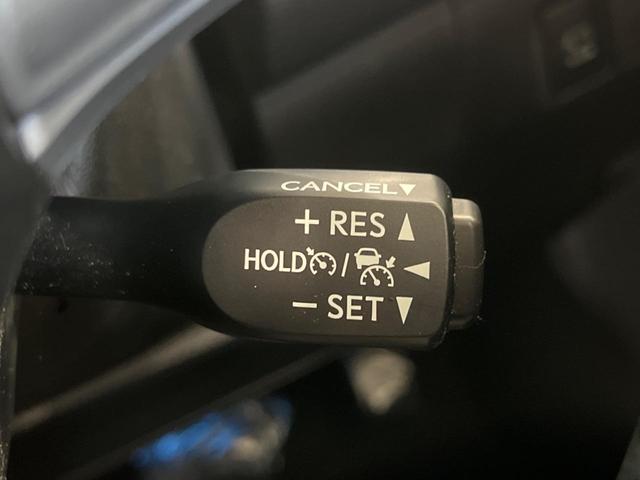 CANCEL▼
+ RES ▲
HOLD / ◀
− SET ▼